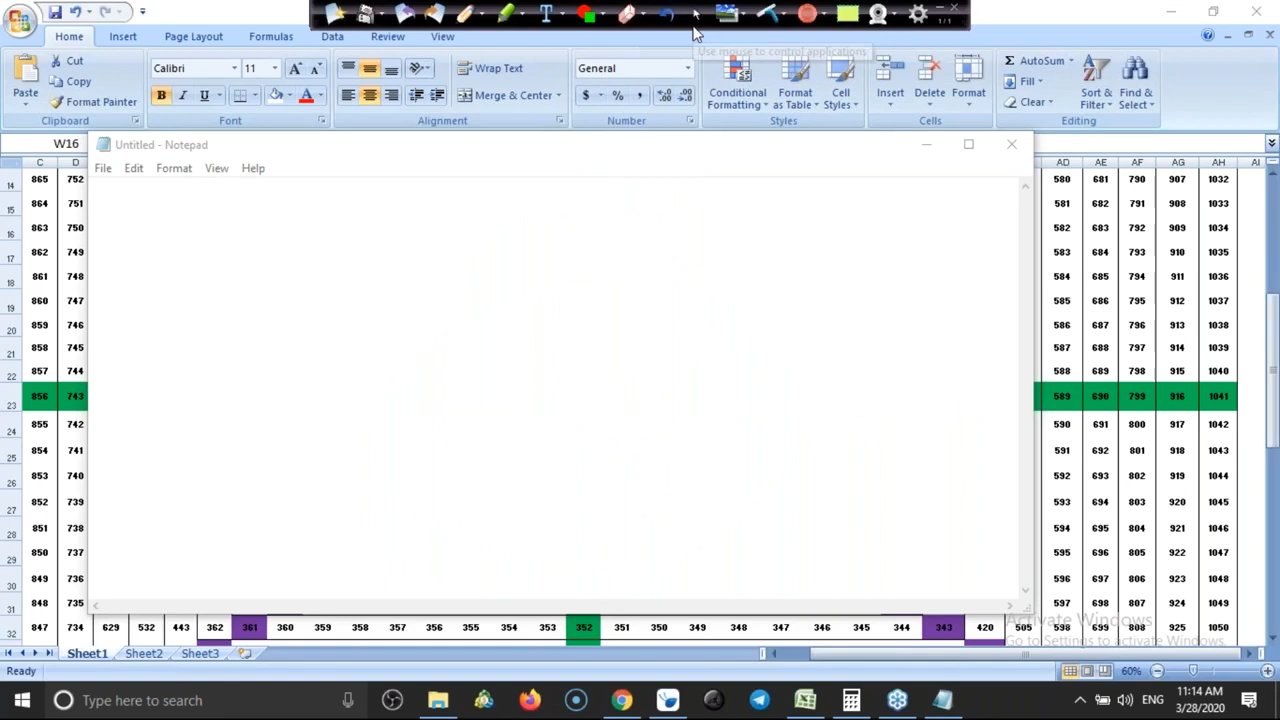 1/1
Home Insert Page Layout Formulas Data Review View
Use mouse to control applications
Paste Cut Copy Format Painter Clipboard
Calibri 11 B I U A Font
Wrap Text Merge & Center Alignment
General $ % , Number
Conditional Formatting Format as Table Cell Styles Styles
Insert Delete Format Cells
AutoSum Fill Clear Sort & Filter Find & Select Editing
W16
Untitled - Notepad
File Edit Format View Help
C D AD AE AF AG AH AI
14 865 752 580 681 790 907 1032
15 864 751 581 682 791 908 1033
16 863 750 582 683 792 909 1034
17 862 749 583 684 793 910 1035
18 861 748 584 685 794 911 1036
19 860 747 585 686 795 912 1037
20 859 746 586 687 796 913 1038
21 858 745 587 688 797 914 1039
22 857 744 588 689 798 915 1040
23 856 743 589 690 799 916 1041
24 855 742 590 691 800 917 1042
25 854 741 591 692 801 918 1043
26 853 740 592 693 802 919 1044
27 852 739 593 694 803 920 1045
28 851 738 594 695 804 921 1046
29 850 737 595 696 805 922 1047
30 849 736 596 697 806 923 1048
31 848 735 597 698 807 924 1049
32 847 734 629 532 443 362 361 360 359 358 357 356 355 354 353 352 351 350 349 348 347 346 345 344 343 420 505 598 699 808 925 1050
Activate Windows
Go to Settings to activate Windows.
Sheet1 Sheet2 Sheet3
Ready 60%
Type here to search
ENG 11:14 AM
3/28/2020